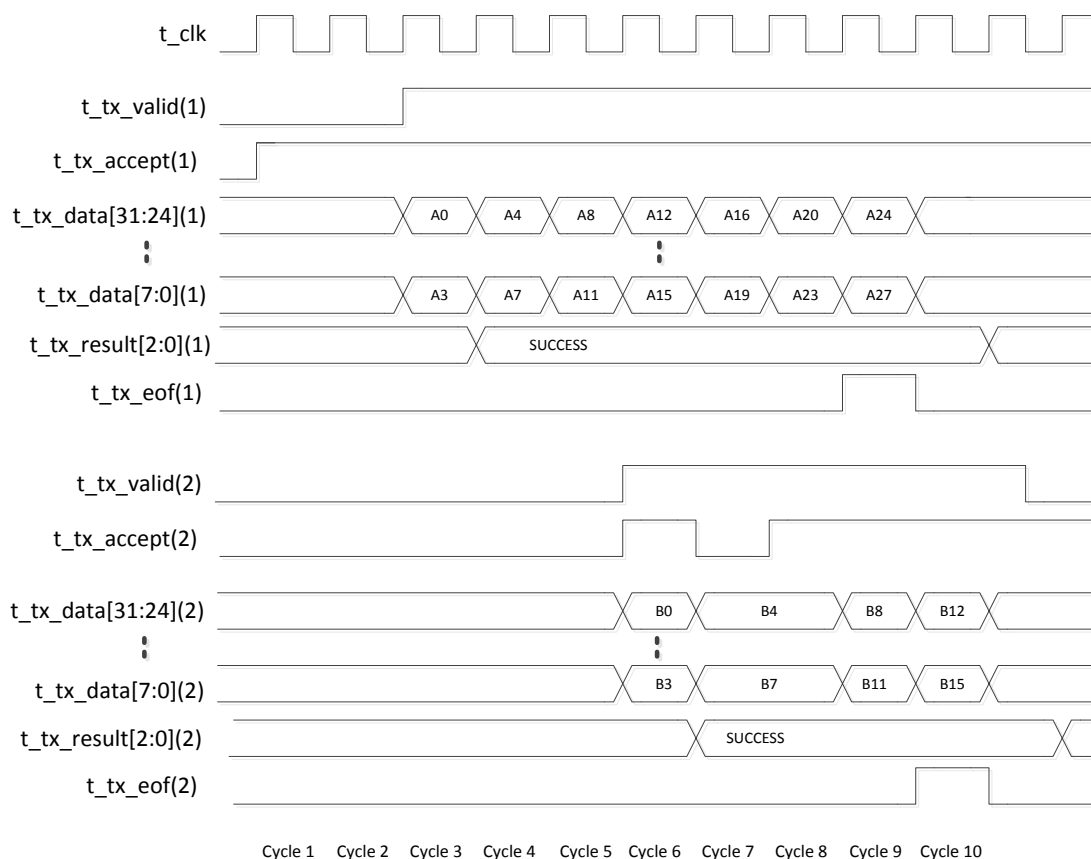 t_clk
t_tx_valid(1)
t_tx_accept(1)
t_tx_data[31:24](1) A0 A4 A8 A12 A16 A20 A24
t_tx_data[7:0](1) A3 A7 A11 A15 A19 A23 A27
t_tx_result[2:0](1) SUCCESS
t_tx_eof(1)
t_tx_valid(2)
t_tx_accept(2)
t_tx_data[31:24](2) B0 B4 B8 B12
t_tx_data[7:0](2) B3 B7 B11 B15
t_tx_result[2:0](2) SUCCESS
t_tx_eof(2)
Cycle 1 Cycle 2 Cycle 3 Cycle 4 Cycle 5 Cycle 6 Cycle 7 Cycle 8 Cycle 9 Cycle 10